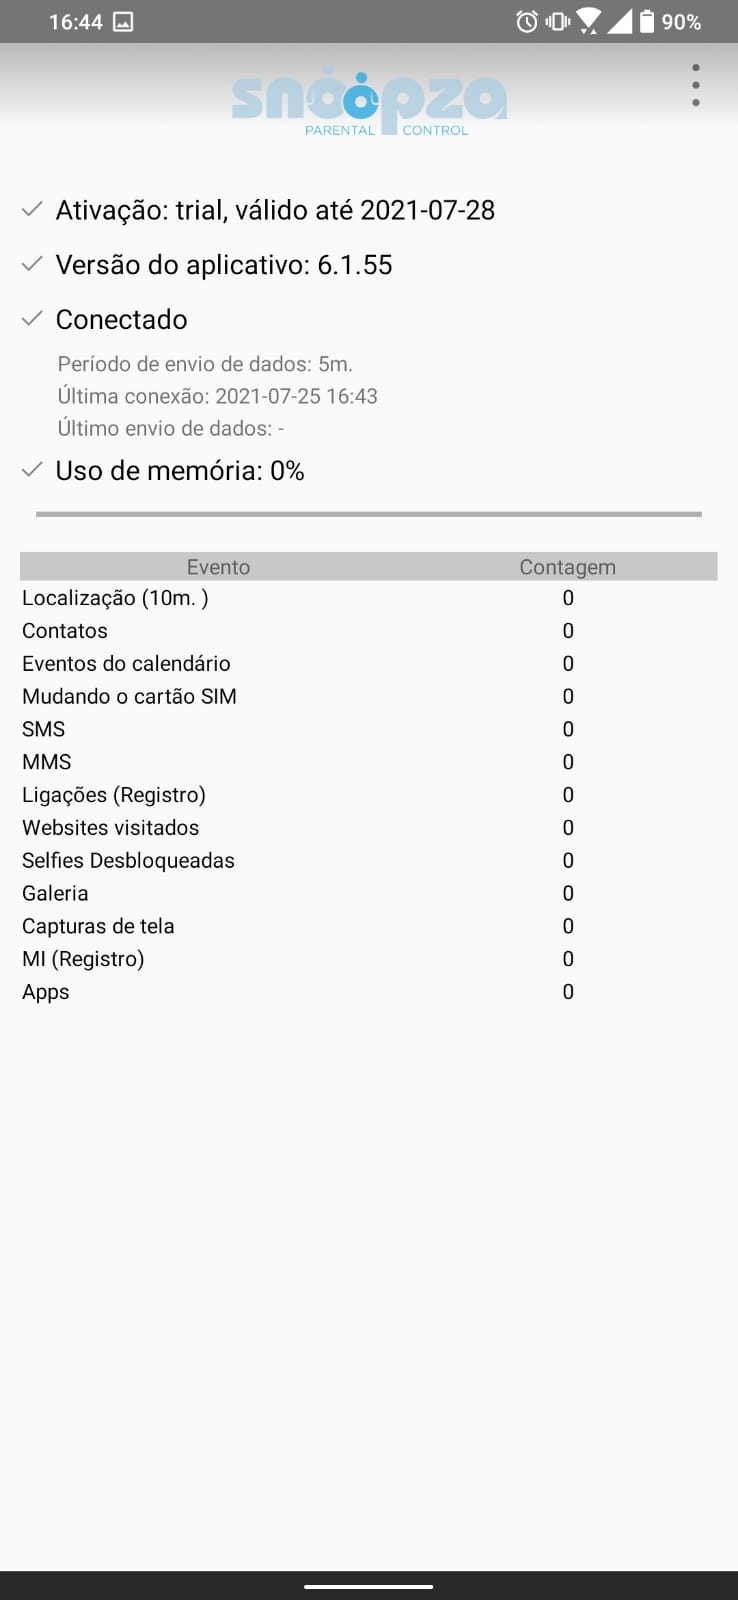 16:44 90%
snoopza
PARENTAL CONTROL
Ativação: trial, válido até 2021-07-28
Versão do aplicativo: 6.1.55
Conectado
Período de envio de dados: 5m.
Última conexão: 2021-07-25 16:43
Último envio de dados: -
Uso de memória: 0%
Evento Contagem
Localização (10m. ) 0
Contatos 0
Eventos do calendário 0
Mudando o cartão SIM 0
SMS 0
MMS 0
Ligações (Registro) 0
Websites visitados 0
Selfies Desbloqueadas 0
Galeria 0
Capturas de tela 0
MI (Registro) 0
Apps 0